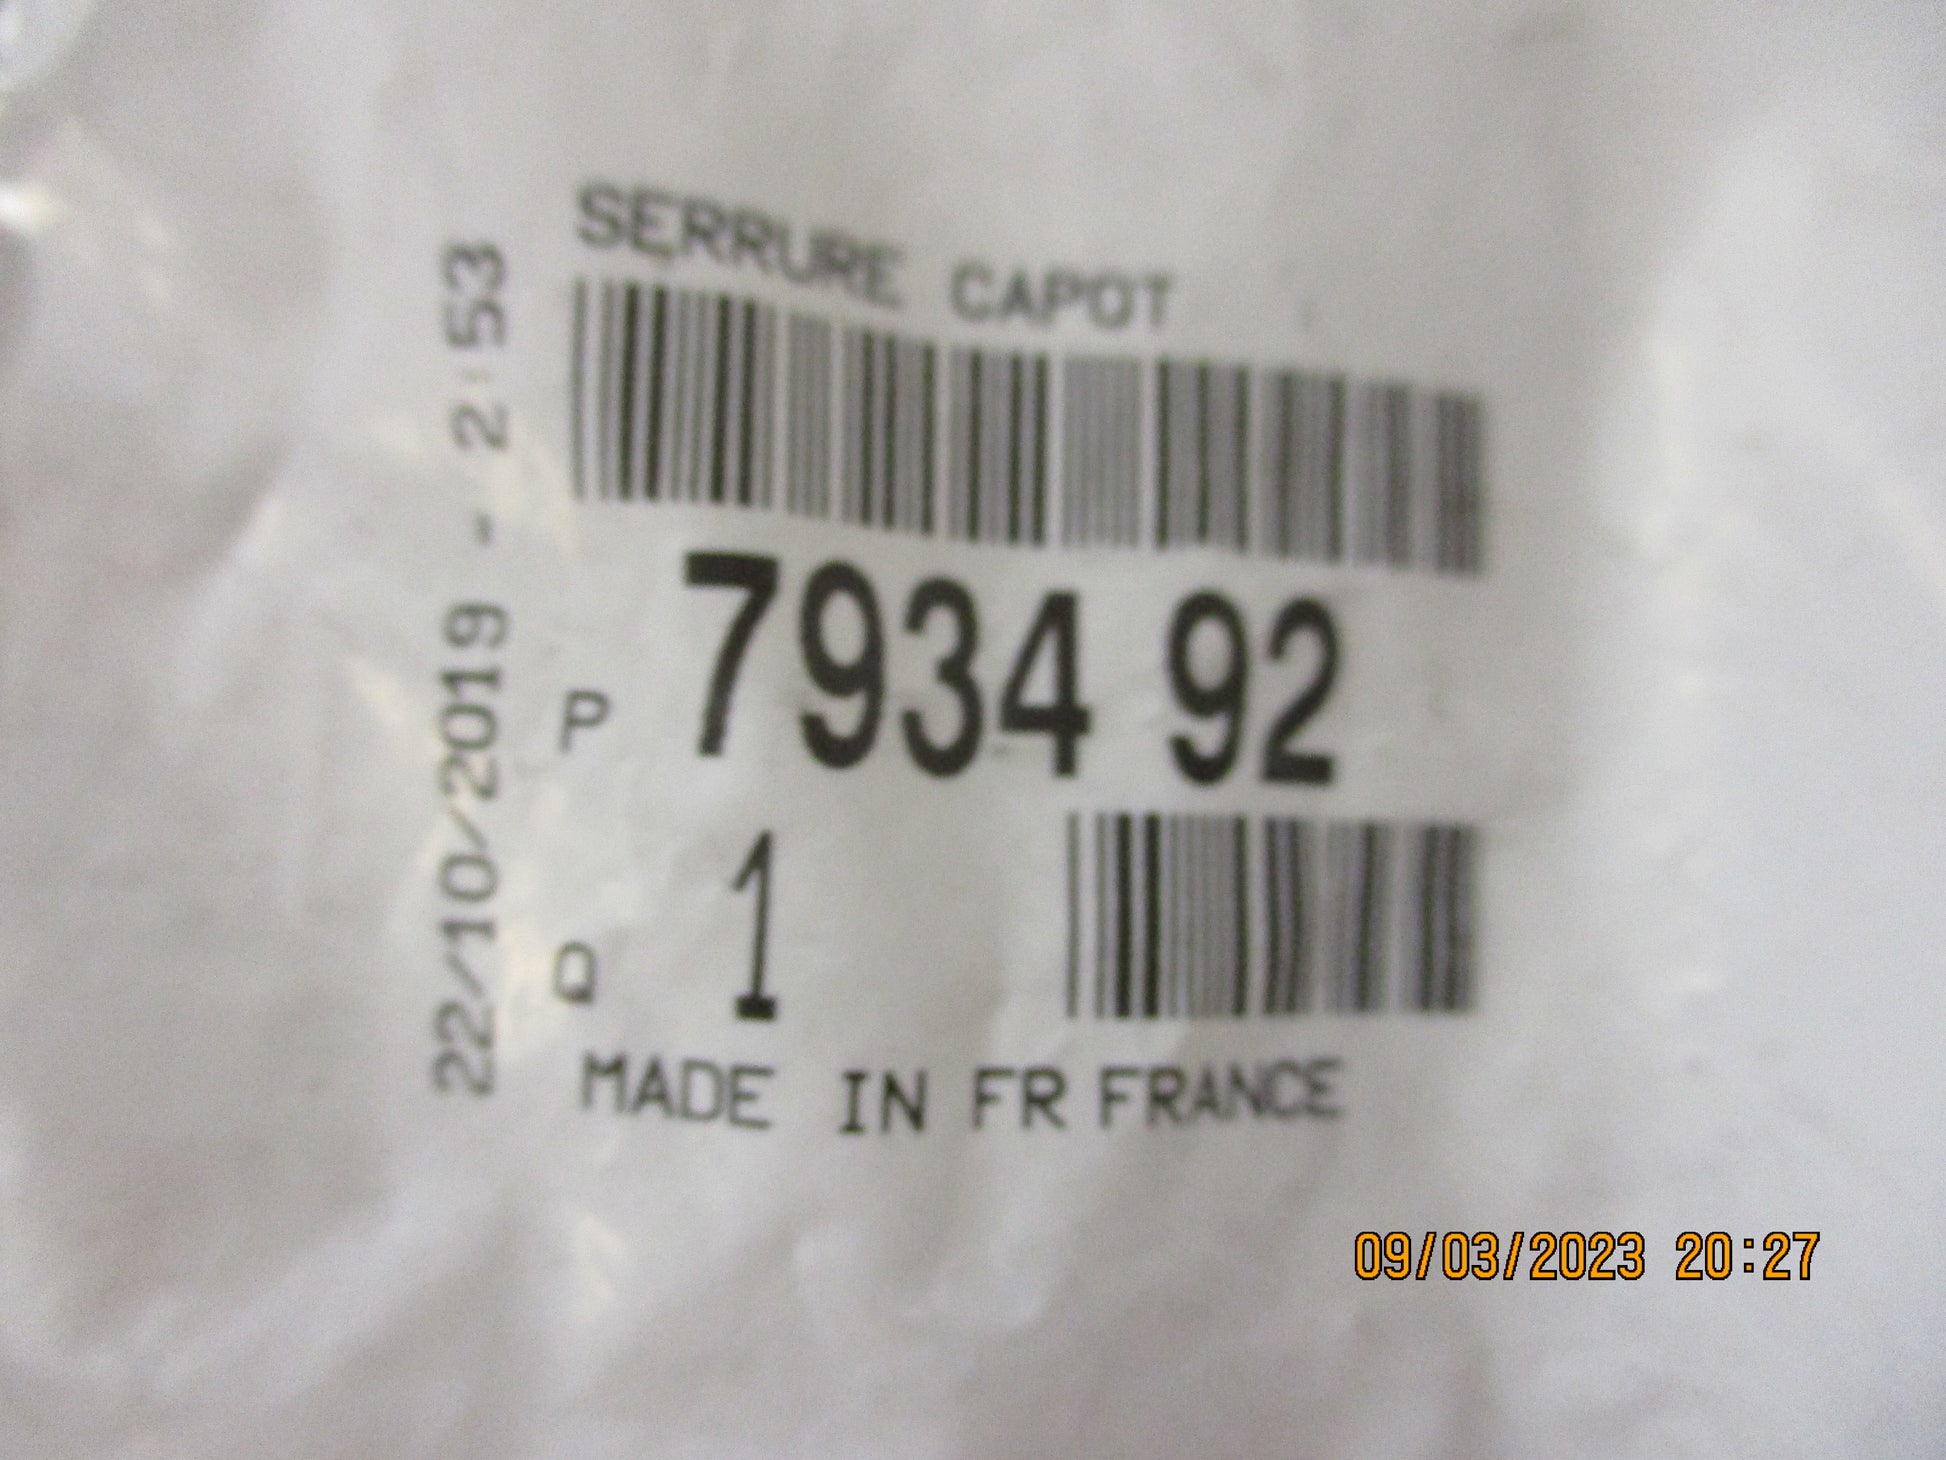 SERRURE CAPOT
22/10/2019 - 2:53
P 7934 92
Q 1
MADE IN FR FRANCE
09/03/2023 20:27